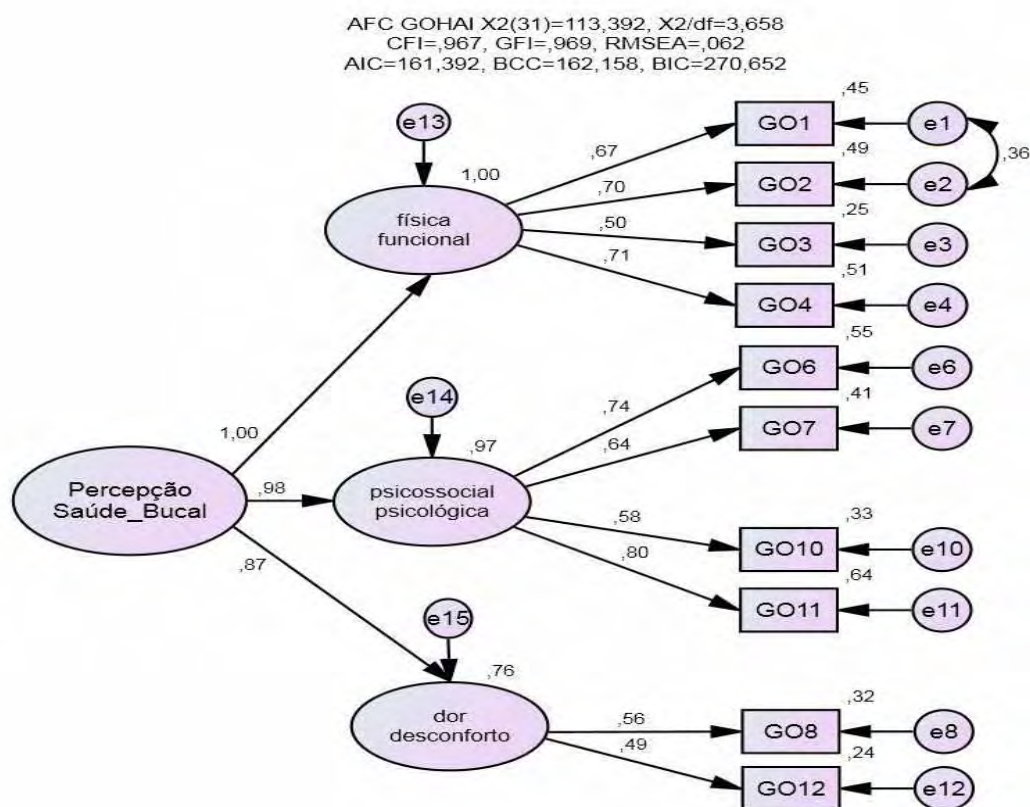 AFC GOHAI X2(31)=113,392, X2/df=3,658
CFI=,967, GFI=,969, RMSEA=,062
AIC=161,392, BCC=162,158, BIC=270,652
,45
e13
GO1
e1
,67
1,00
,49
,36
,70
GO2
e2
física
funcional
,25
,50
GO3
e3
,71
,51
GO4
e4
,55
GO6
e6
e14
,74
,41
1,00
,97
,64
GO7
e7
Percepção
Saúde_Bucal
,98
psicossocial
psicológica
,58
,33
GO10
e10
,87
,80
,64
GO11
e11
e15
,76
,32
dor
desconforto
,56
GO8
e8
,49
,24
GO12
e12